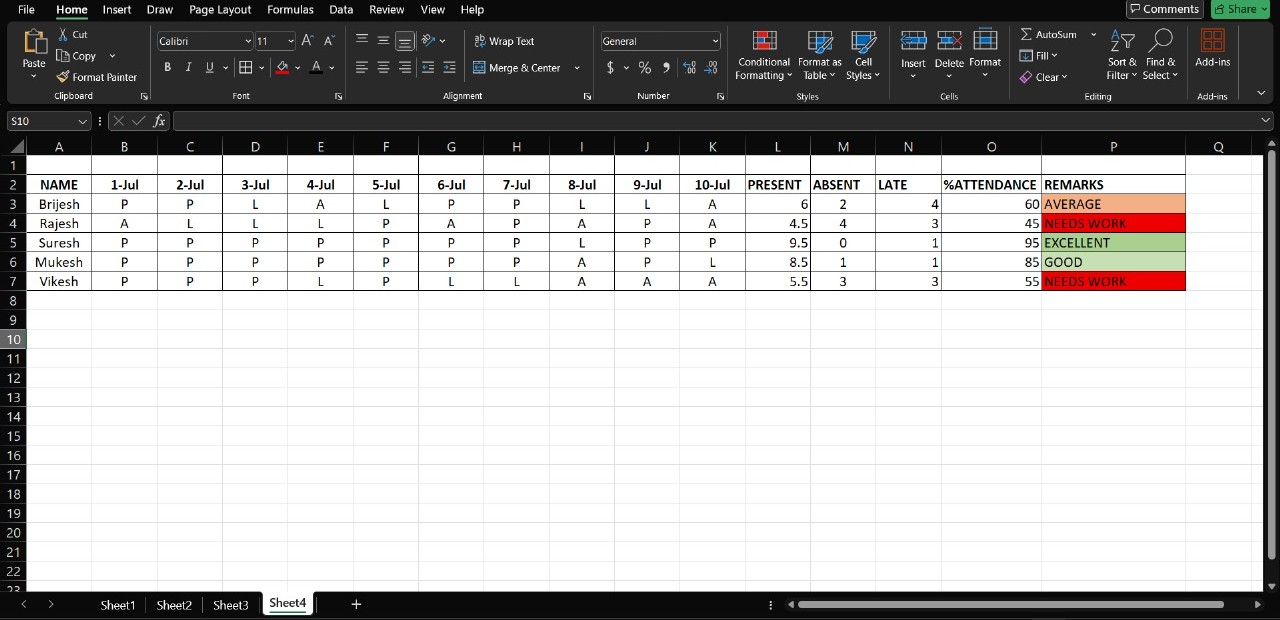 File Home Insert Draw Page Layout Formulas Data Review View Help Comments Share
Paste Cut Calibri 11 A A Wrap Text General Conditional Formatting Format as Table Cell Styles Insert Delete Format AutoSum Sort & Filter Find & Select Add-ins
Copy B I U A Merge & Center $ % , Fill
Format Painter Clear
Clipboard Font Alignment Number Styles Cells Editing Add-ins
S10 fx
A B C D E F G H I J K L M N O P Q
1
2 NAME 1-Jul 2-Jul 3-Jul 4-Jul 5-Jul 6-Jul 7-Jul 8-Jul 9-Jul 10-Jul PRESENT ABSENT LATE %ATTENDANCE REMARKS
3 Brijesh P P L A L P P L L A 6 2 4 60 AVERAGE
4 Rajesh A L L L P A P A P A 4.5 4 3 45 NEEDS WORK
5 Suresh P P P P P P P L P P 9.5 0 1 95 EXCELLENT
6 Mukesh P P P P P P P A P L 8.5 1 1 85 GOOD
7 Vikesh P P P L P L L A A A 5.5 3 3 55 NEEDS WORK
8
9
10
11
12
13
14
15
16
17
18
19
20
21
22
23
Sheet1 Sheet2 Sheet3 Sheet4 +